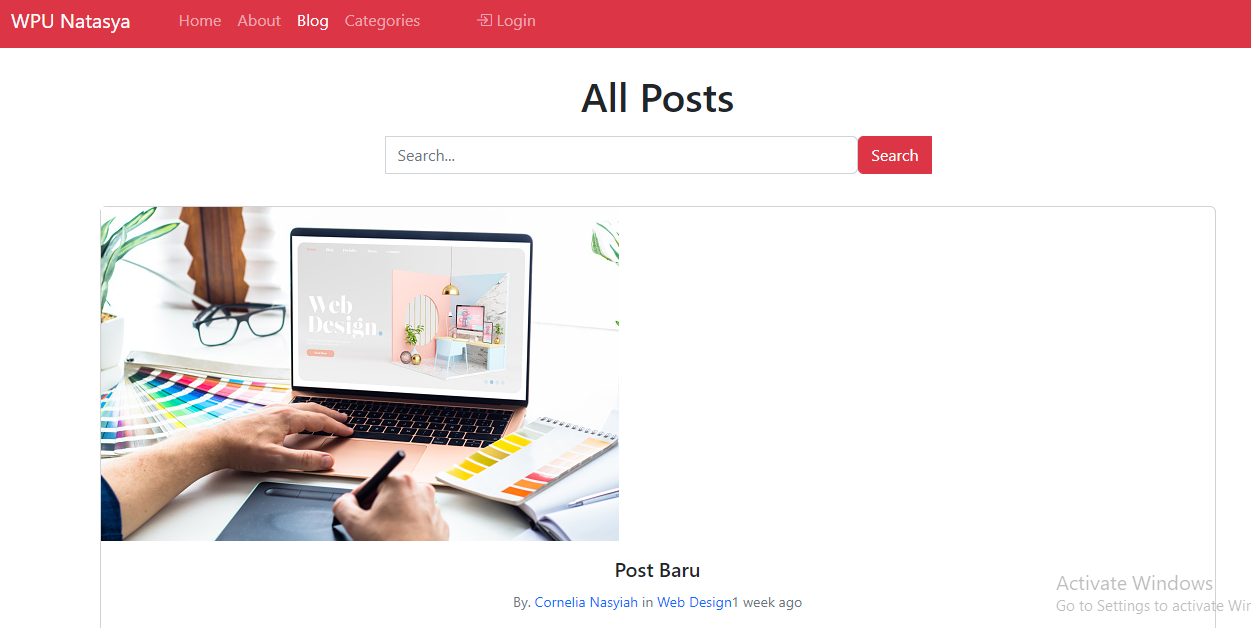 WPU Natasya Home About Blog Categories Login
All Posts
Search... Search
Web
Design.
Post Baru
By. Cornelia Nasyiah in Web Design1 week ago
Activate Windows
Go to Settings to activate Wir